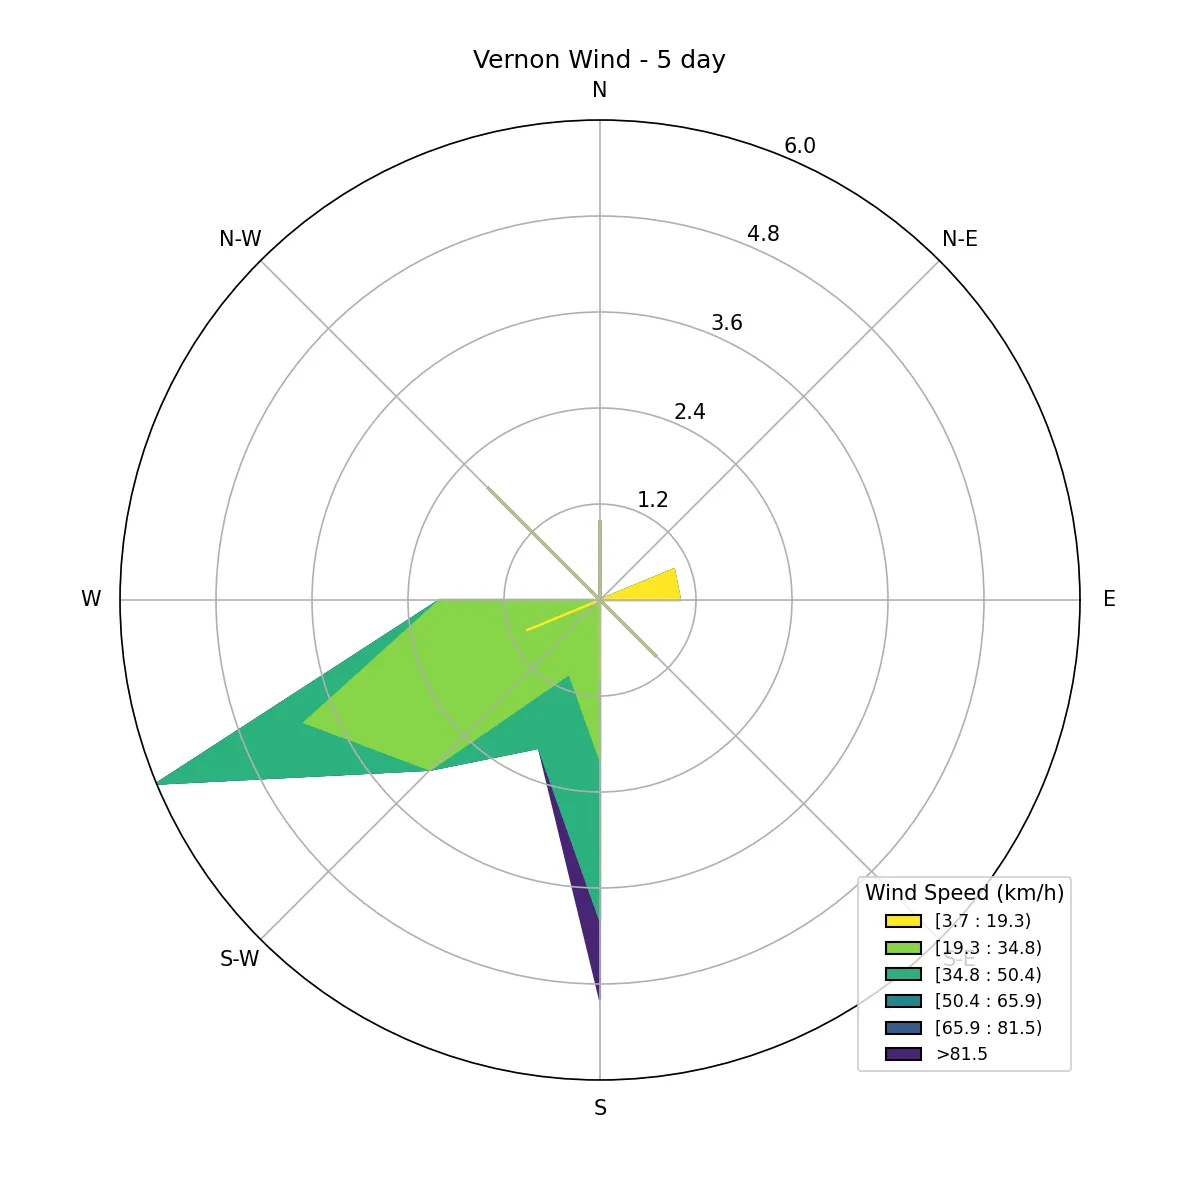 Vernon Wind - 5 day
N
6.0
N-W
4.8
N-E
3.6
2.4
1.2
W
E
Wind Speed (km/h)
[3.7 : 19.3)
[19.3 : 34.8)
S-W
S-E
[34.8 : 50.4)
[50.4 : 65.9)
[65.9 : 81.5)
>81.5
S